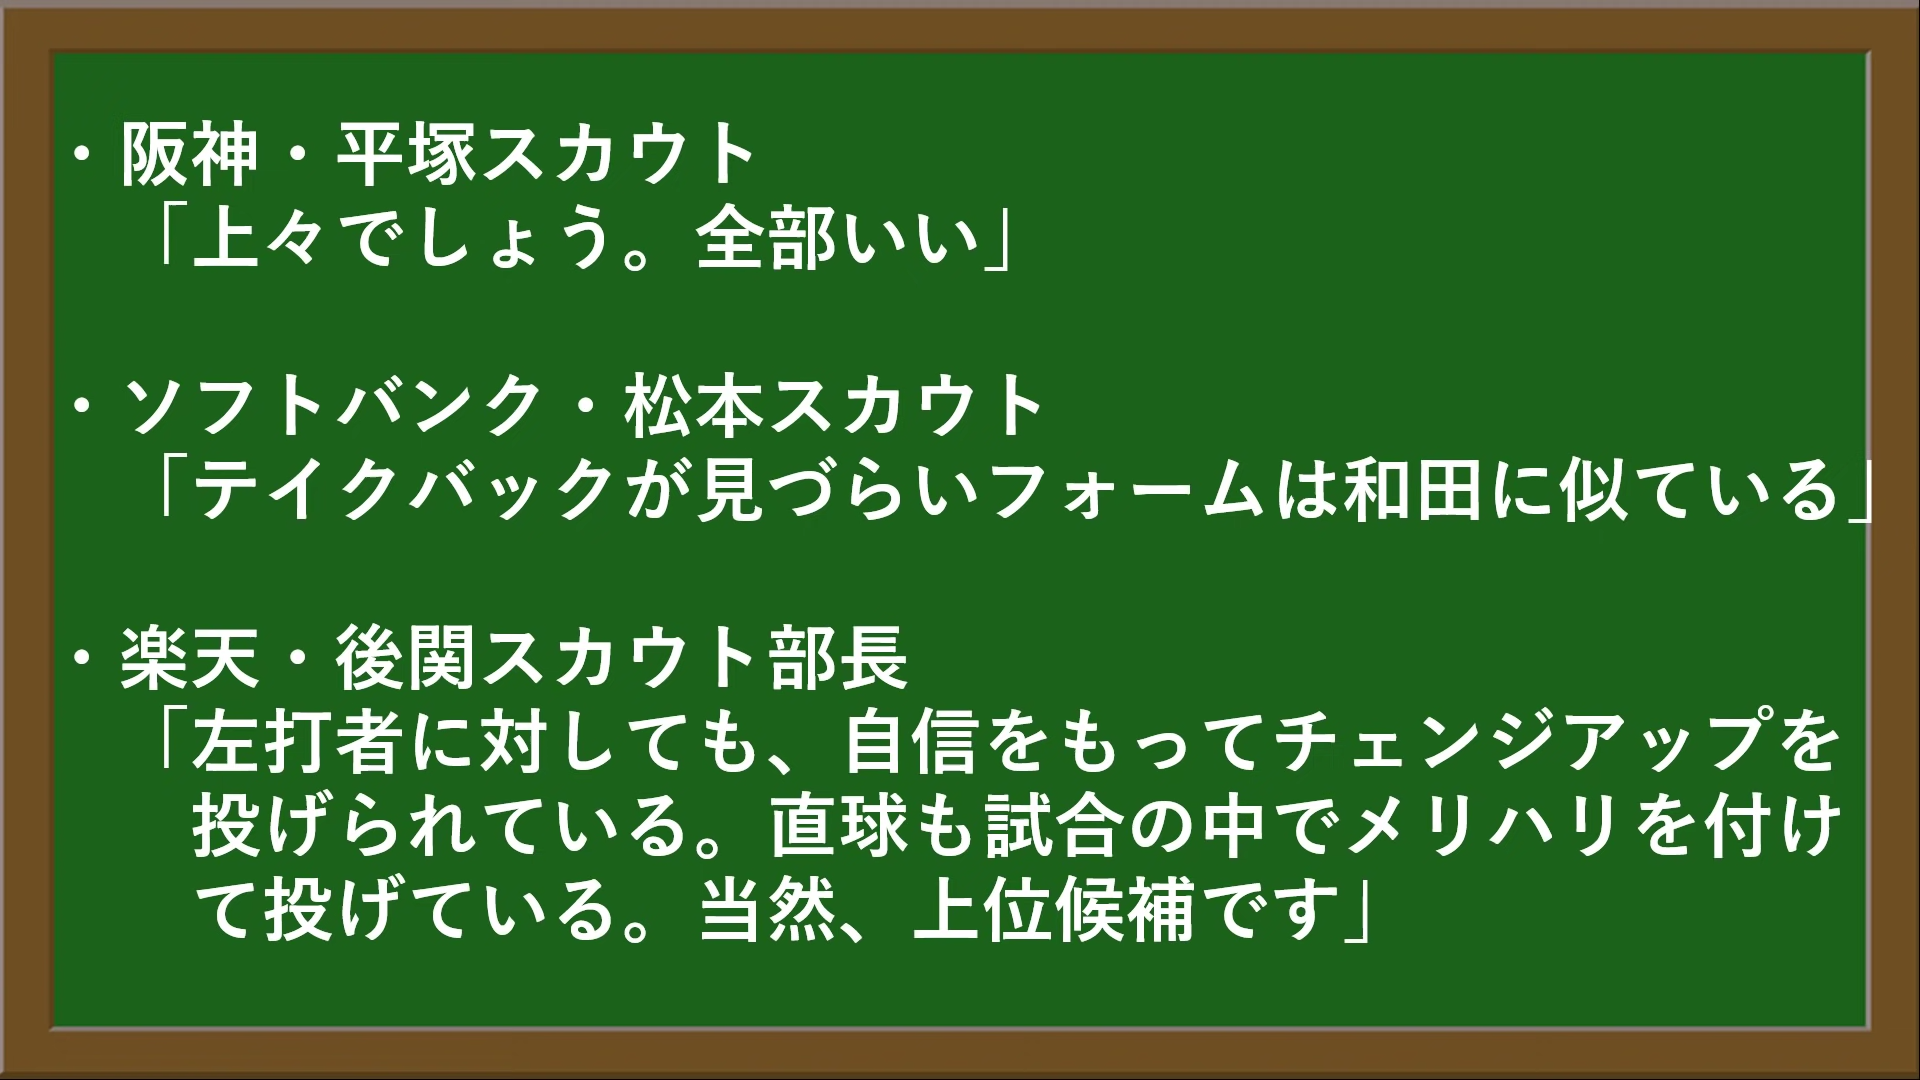 ・阪神・平塚スカウト
「上々でしょう。全部いい」
・ソフトバンク・松本スカウト
「テイクバックが見づらいフォームは和田に似ている」
・楽天・後関スカウト部長
「左打者に対しても、自信をもってチェンジアップを
投げられている。直球も試合の中でメリハリを付け
て投げている。当然、上位候補です」